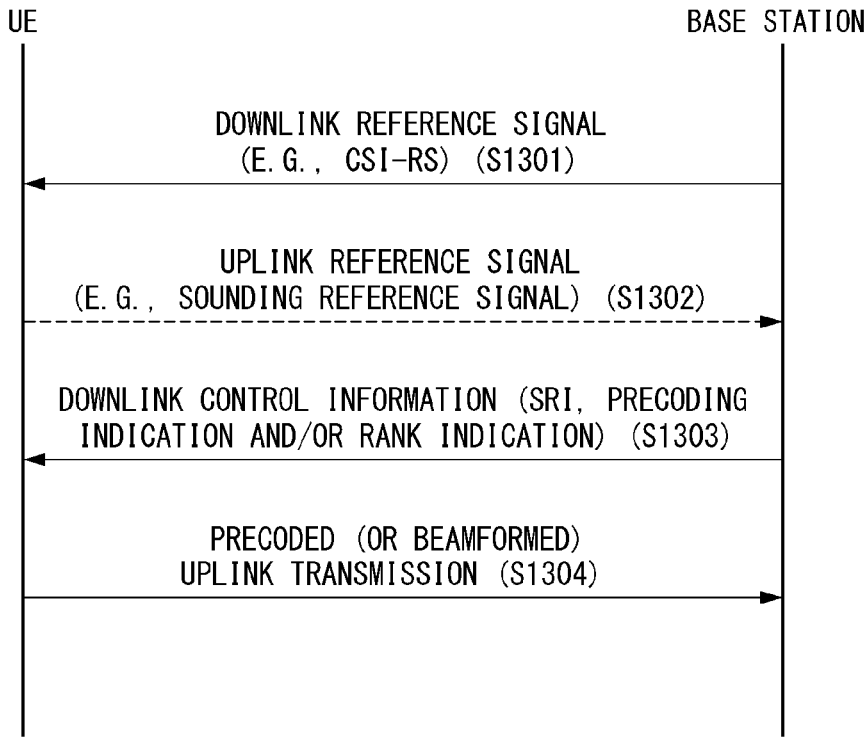 UE
BASE STATION
DOWNLINK REFERENCE SIGNAL
(E.G., CSI-RS) (S1301)
UPLINK REFERENCE SIGNAL
(E.G., SOUNDING REFERENCE SIGNAL) (S1302)
DOWNLINK CONTROL INFORMATION (SRI, PRECODING
INDICATION AND/OR RANK INDICATION) (S1303)
PRECODED (OR BEAMFORMED)
UPLINK TRANSMISSION (S1304)